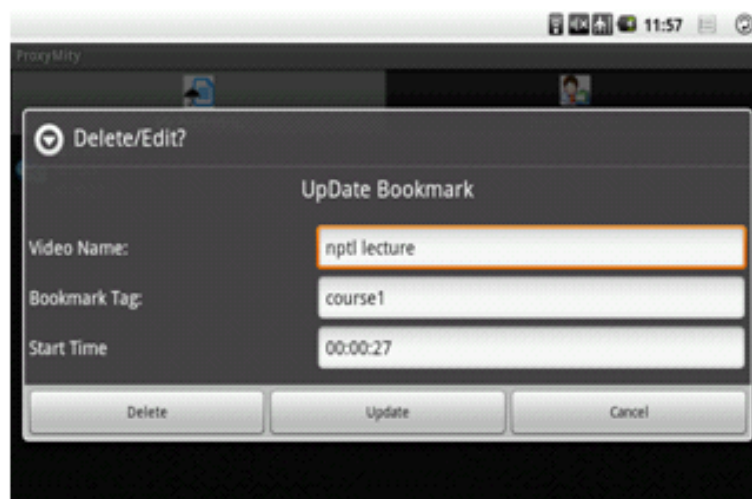 11:57
ProxyMity
Delete/Edit?
UpDate Bookmark
Video Name: nptl lecture
Bookmark Tag: course1
Start Time 00:00:27
Delete Update Cancel